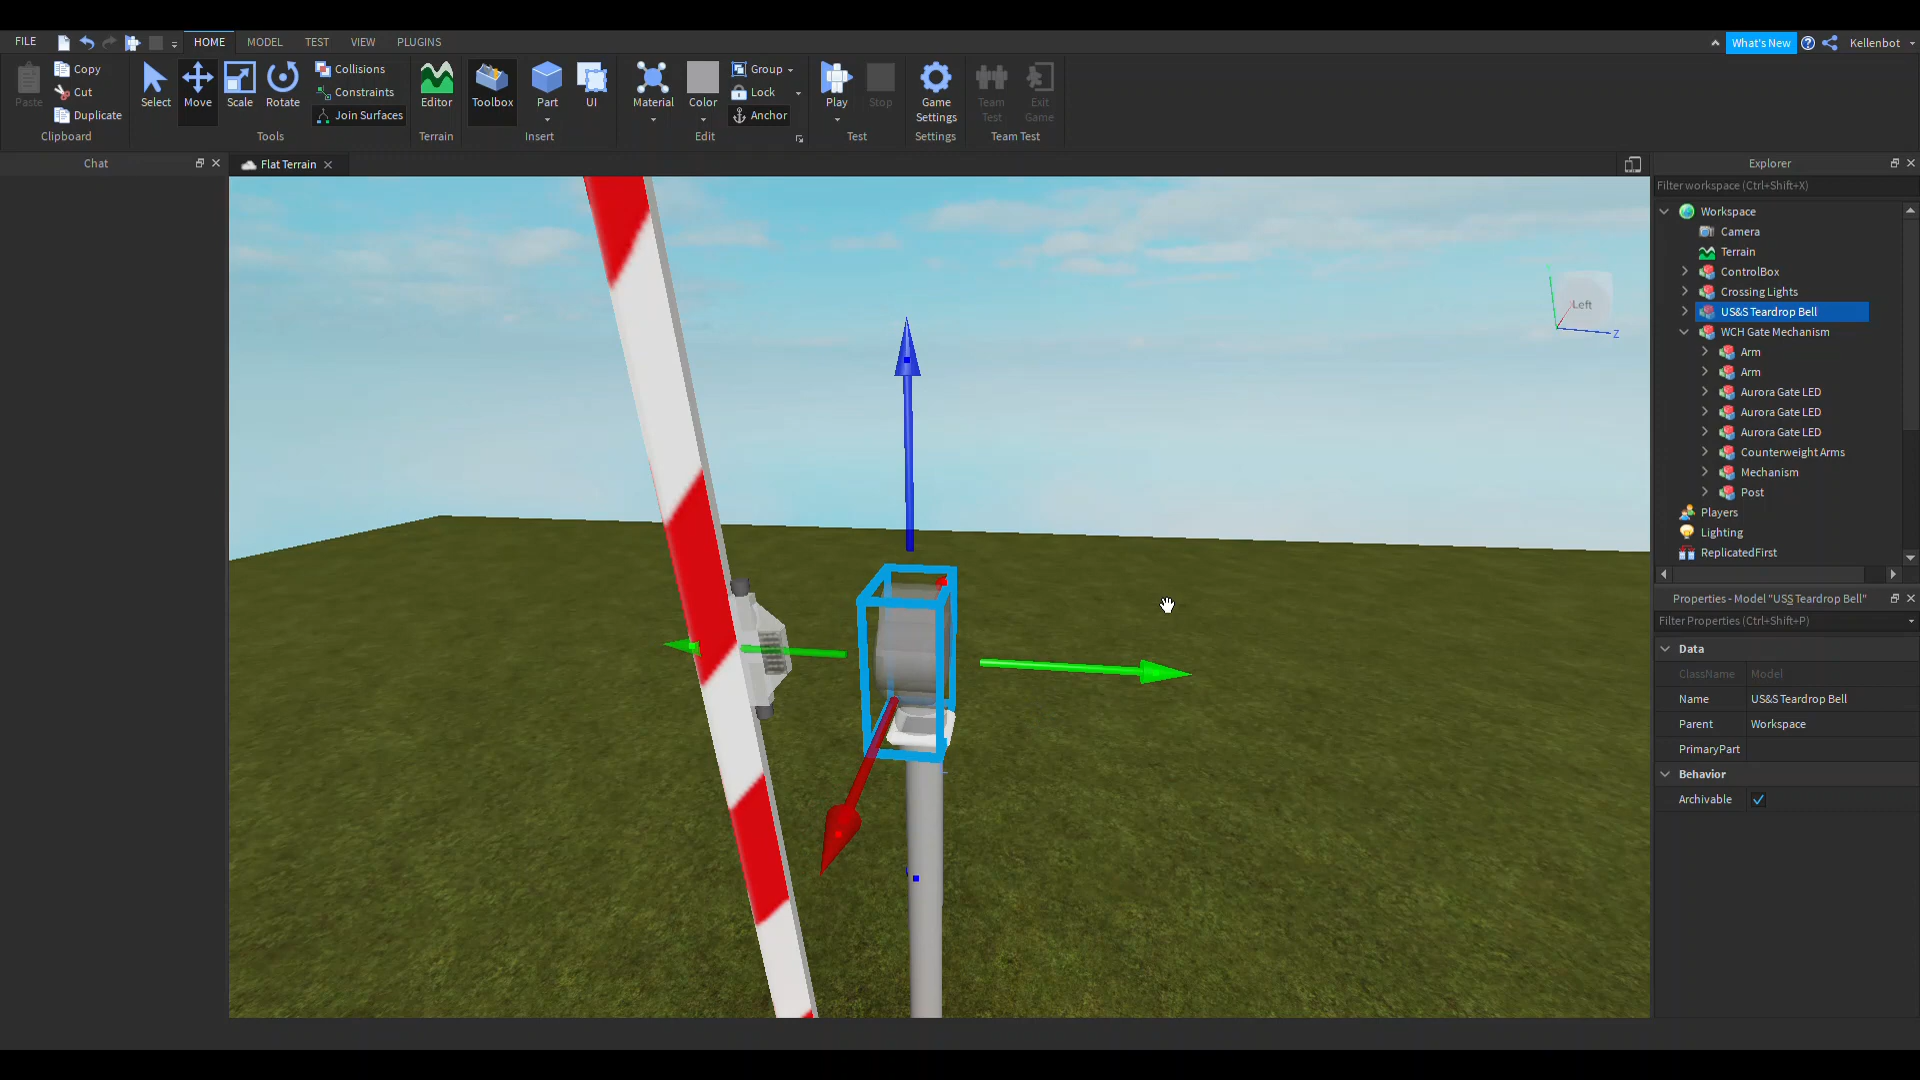 FILE
HOME
MODEL
TEST
VIEW
PLUGINS
What's New
Kellenbot
Paste
Copy
Cut
Duplicate
Clipboard
Select
Move
Scale
Rotate
Collisions
Constraints
Join Surfaces
Tools
Editor
Terrain
Toolbox
Part
UI
Insert
Material
Color
Group
Lock
Anchor
Edit
Play
Stop
Test
Game
Settings
Settings
Team
Test
Exit
Game
Team Test
Chat
Flat Terrain
Left
Z
Explorer
Filter workspace (Ctrl+Shift+X)
Workspace
Camera
Terrain
ControlBox
Crossing Lights
US&S Teardrop Bell
WCH Gate Mechanism
Arm
Arm
Aurora Gate LED
Aurora Gate LED
Aurora Gate LED
Counterweight Arms
Mechanism
Post
Players
Lighting
ReplicatedFirst
Properties - Model "USS Teardrop Bell"
Filter Properties (Ctrl+Shift+P)
Data
ClassName Model
Name US&S Teardrop Bell
Parent Workspace
PrimaryPart
Behavior
Archivable